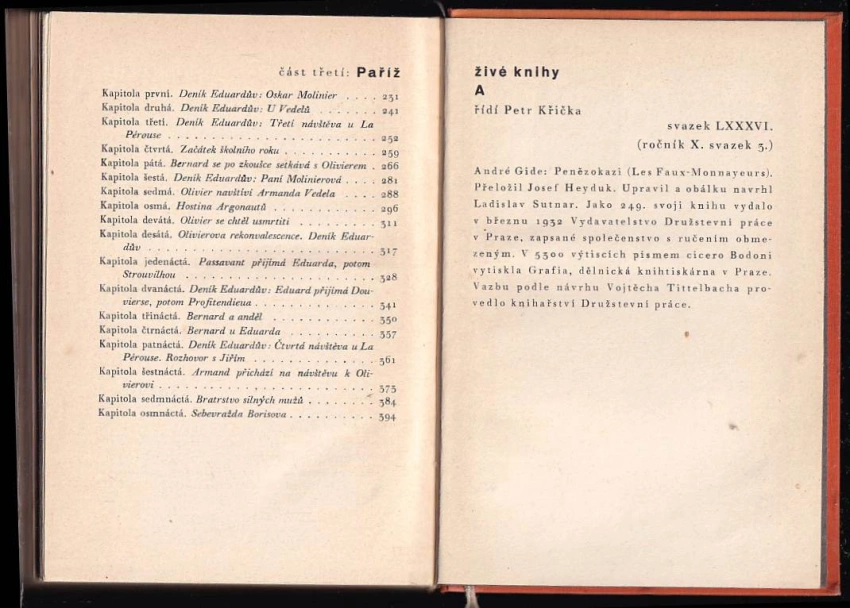 část třetí: Paříž
Kapitola první. Deník Eduardův: Oskar Molinier .... 231
Kapitola druhá. Deník Eduardův: U Vedelů ....... 241
Kapitola třetí. Deník Eduardův: Třetí návštěva u La
Pérouse ....................... 252
Kapitola čtvrtá. Začátek školního roku ......... 259
Kapitola pátá. Bernard se po zkoušce setkává s Olivierem . 266
Kapitola šestá. Deník Eduardův: Paní Molinierová .... 281
Kapitola sedmá. Olivier navštíví Armanda Vedela .... 288
Kapitola osmá. Hostina Argonautů ........... 296
Kapitola devátá. Olivier se chtěl usmrtiti ........ 311
Kapitola desátá. Olivierova rekonvalescence. Deník Eduar-
dův ......................... 317
Kapitola jedenáctá. Passavant přijímá Eduarda, potom
Strouvilhou ..................... 328
Kapitola dvanáctá. Deník Eduardův: Eduard přijímá Dou-
vierse, potom Profitendieua ............. 341
Kapitola třináctá. Bernard a anděl ........... 350
Kapitola čtrnáctá. Bernard u Eduarda ......... 357
Kapitola patnáctá. Deník Eduardův: Čtvrtá návštěva u La
Pérouse. Rozhovor s Jiřím .............. 361
Kapitola šestnáctá. Armand přichází na návštěvu k Oli-
vierovi ....................... 375
Kapitola sedmnáctá. Bratrstvo silných mužů ....... 384
Kapitola osmnáctá. Sebevražda Borisova ......... 394
živé knihy
A
řídí Petr Křička
svazek LXXXVI.
(ročník X. svazek 3.)
André Gide: Penězokazi (Les Faux-Monnayeurs).
Přeložil Josef Heyduk. Upravil a obálku navrhl
Ladislav Sutnar. Jako 249. svoji knihu vydalo
v březnu 1932 Vydavatelstvo Družstevní práce
v Praze, zapsané společenstvo s ručením obme-
zeným. V 5300 výtiscích písmem cicero Bodoni
vytiskla Grafia, dělnická knihtiskárna v Praze.
Vazbu podle návrhu Vojtěcha Tittelbacha pro-
vedlo knihařství Družstevní práce.